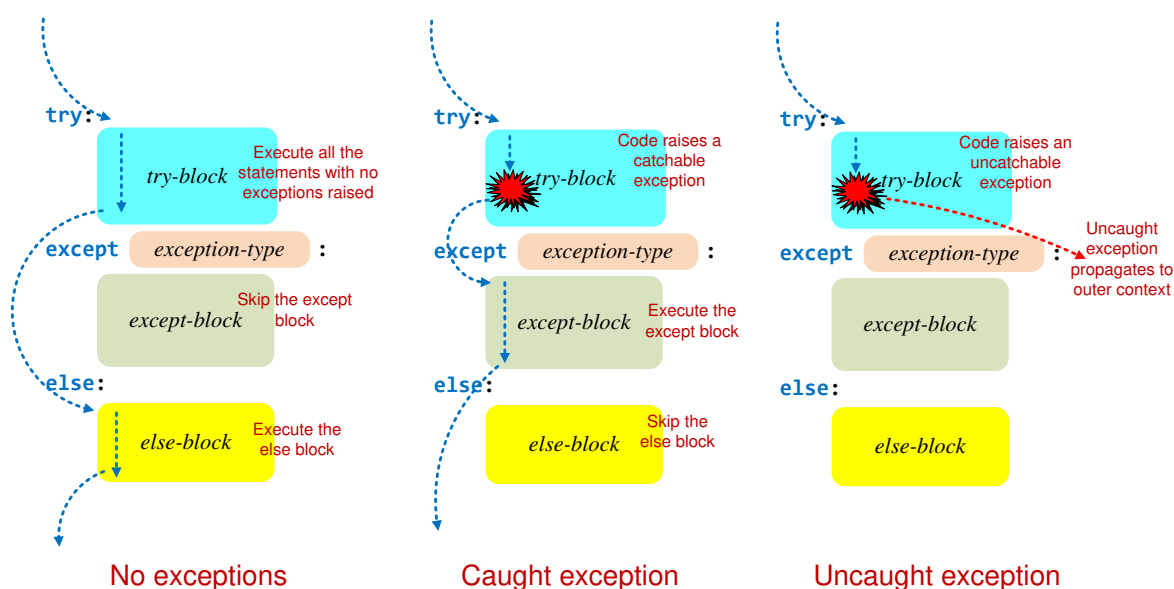 try:
Execute all the
statements with no
exceptions raised
try-block
except exception-type :
Skip the except
block
except-block
else:
Execute the
else block
else-block
No exceptions
try:
Code raises a
catchable
exception
try-block
except exception-type :
Execute the
except block
except-block
else:
Skip the
else block
else-block
Caught exception
try:
Code raises an
uncatchable
exception
try-block
except exception-type :
Uncaught
exception
propagates to
outer context
except-block
else:
else-block
Uncaught exception